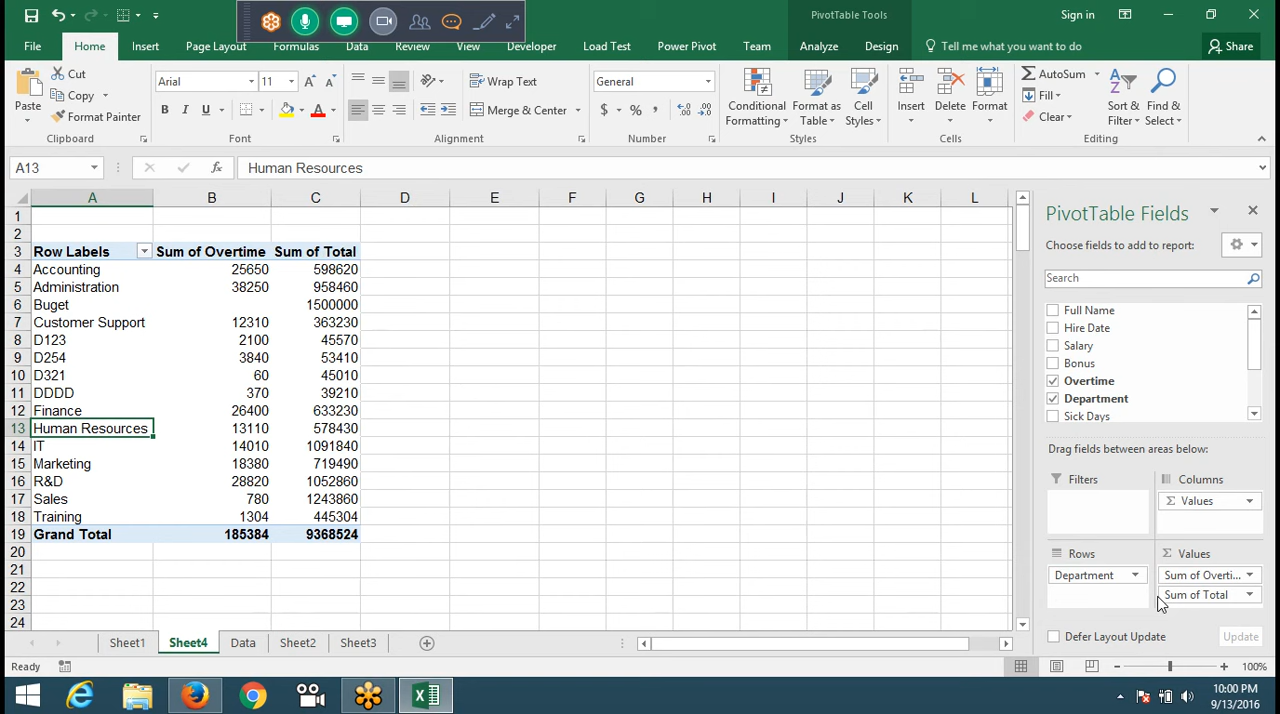 PivotTable Tools
Sign in
File Home Insert Page Layout Formulas Data Review View Developer Load Test Power Pivot Team Analyze Design Tell me what you want to do Share
Paste
Cut
Copy
Format Painter
Clipboard
Arial 11
B I U
Font
Wrap Text
Merge & Center
Alignment
General
$ % ,
Number
Conditional Formatting
Format as Table
Cell Styles
Styles
Insert
Delete
Format
Cells
AutoSum
Fill
Clear
Sort & Filter
Find & Select
Editing
A13 fx Human Resources
A B C D E F G H I J K L
1
2
3 Row Labels Sum of Overtime Sum of Total
4 Accounting 25650 598620
5 Administration 38250 958460
6 Buget 1500000
7 Customer Support 12310 363230
8 D123 2100 45570
9 D254 3840 53410
10 D321 60 45010
11 DDDD 370 39210
12 Finance 26400 633230
13 Human Resources 13110 578430
14 IT 14010 1091840
15 Marketing 18380 719490
16 R&D 28820 1052860
17 Sales 780 1243860
18 Training 1304 445304
19 Grand Total 185384 9368524
20
21
22
23
24
PivotTable Fields
Choose fields to add to report:
Search
Full Name
Hire Date
Salary
Bonus
Overtime
Department
Sick Days
Drag fields between areas below:
Filters
Columns
Σ Values
Rows
Department
Σ Values
Sum of Overti...
Sum of Total
Defer Layout Update Update
Sheet1 Sheet4 Data Sheet2 Sheet3
Ready
100%
10:00 PM
9/13/2016